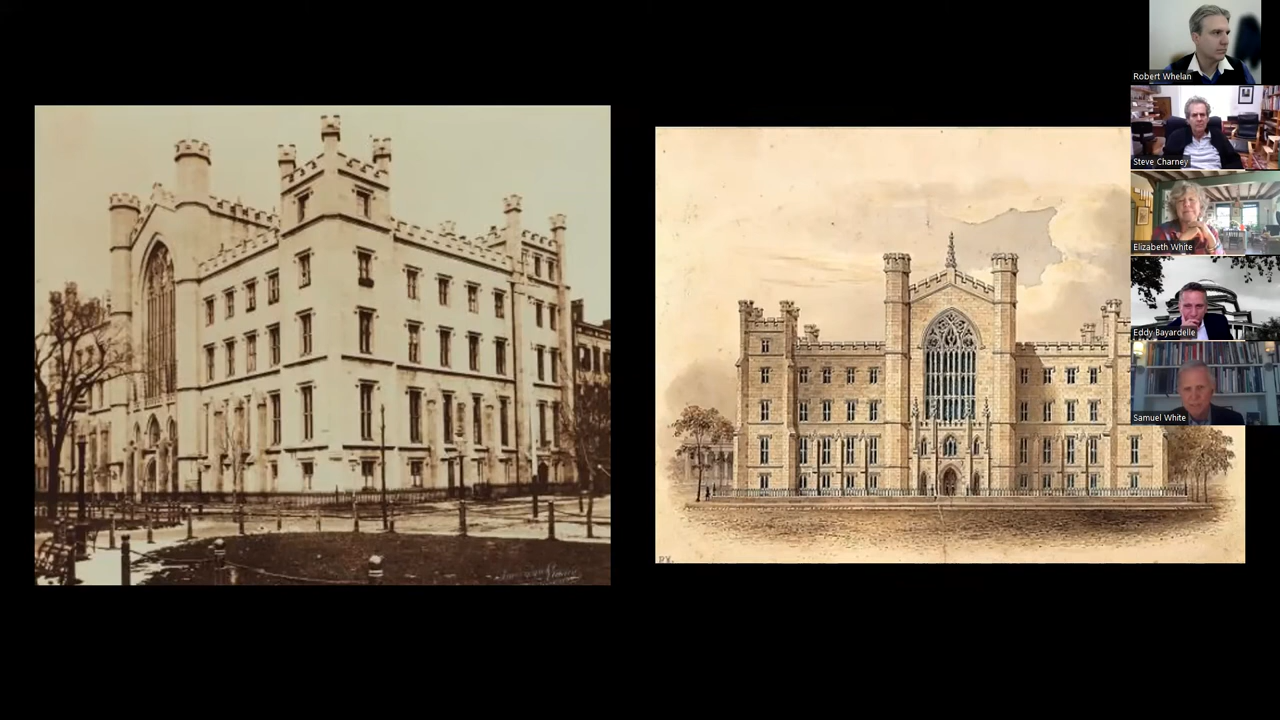 Robert Whelan
Steve Charney
Elizabeth White
Eddy Bayardelle
Samuel White